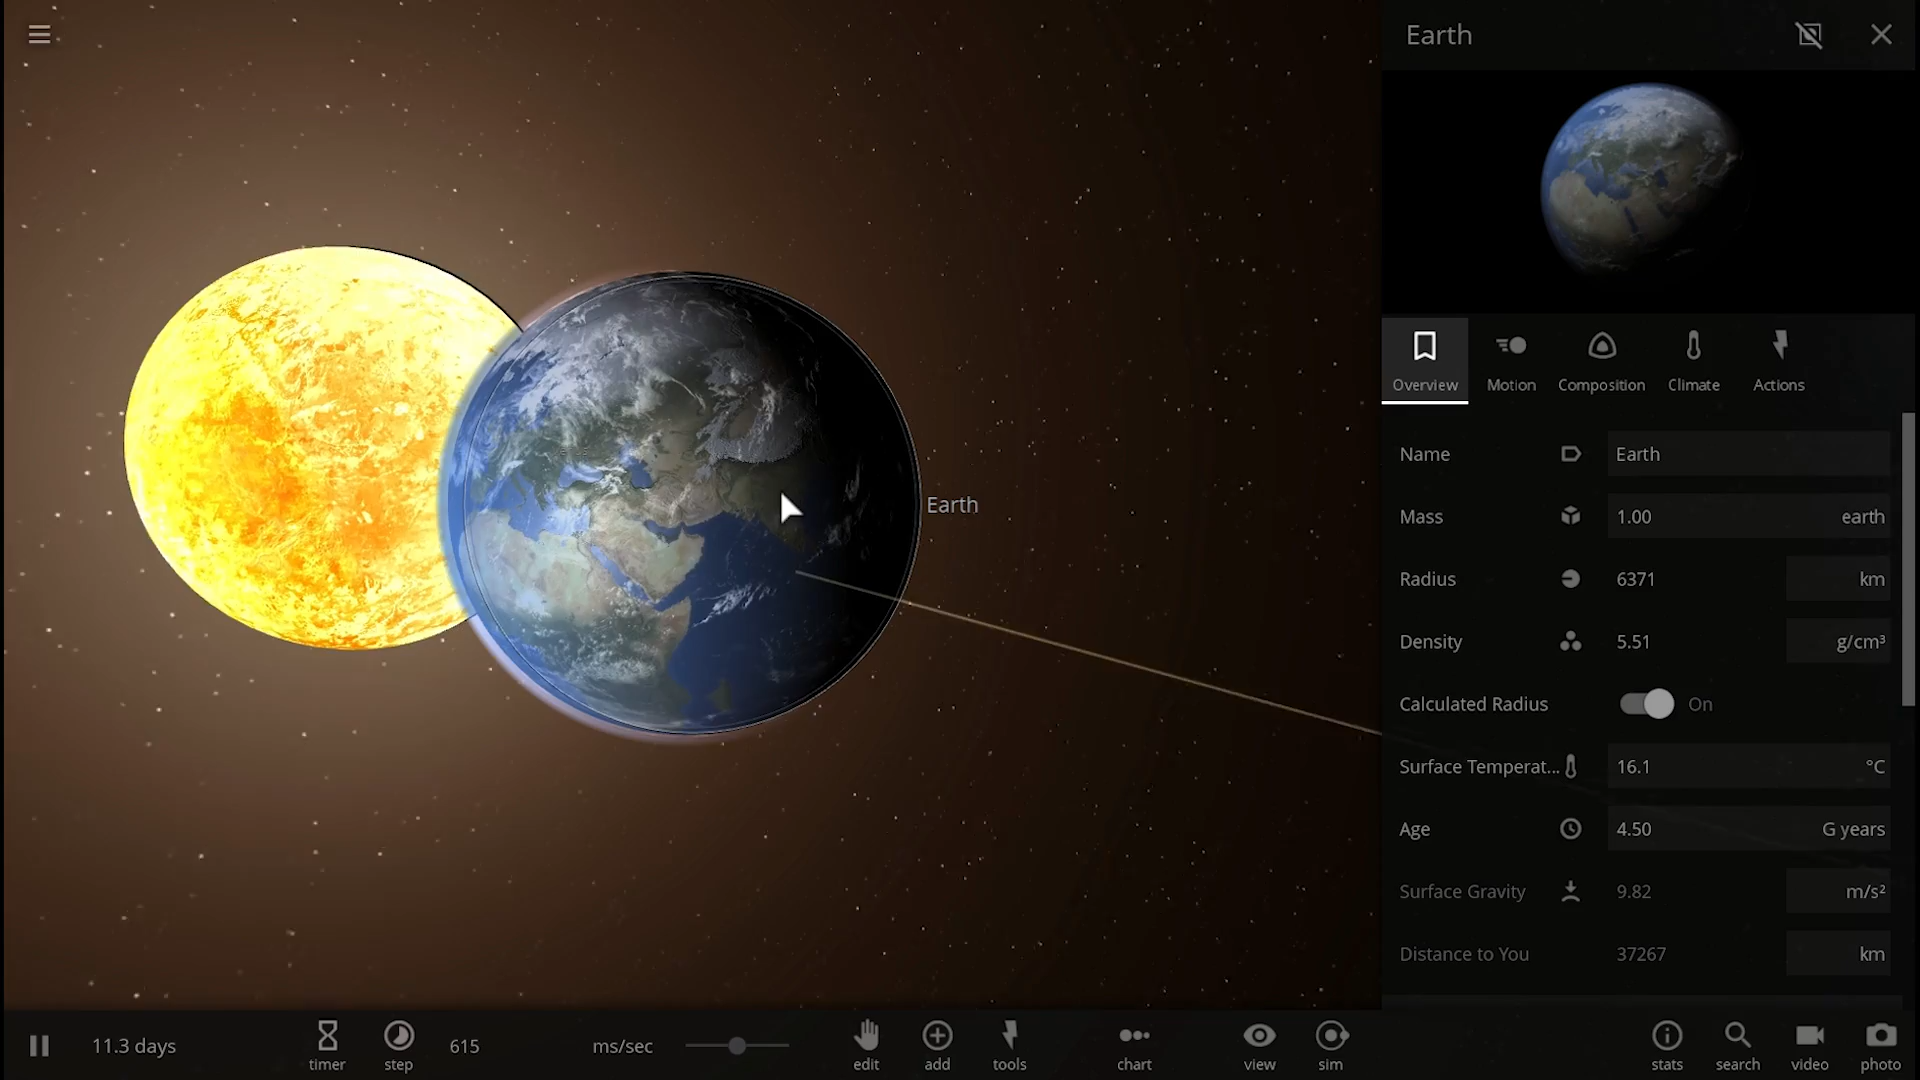 Earth
Earth
Overview
Motion
Composition
Climate
Actions
Name Earth
Mass 1.00 earth
Radius 6371 km
Density 5.51 g/cm³
Calculated Radius On
Surface Temperat... 16.1 °C
Age 4.50 G years
Surface Gravity 9.82 m/s²
Distance to You 37267 km
11.3 days
timer
step
615 ms/sec
edit
add
tools
chart
view
sim
stats
search
video
photo